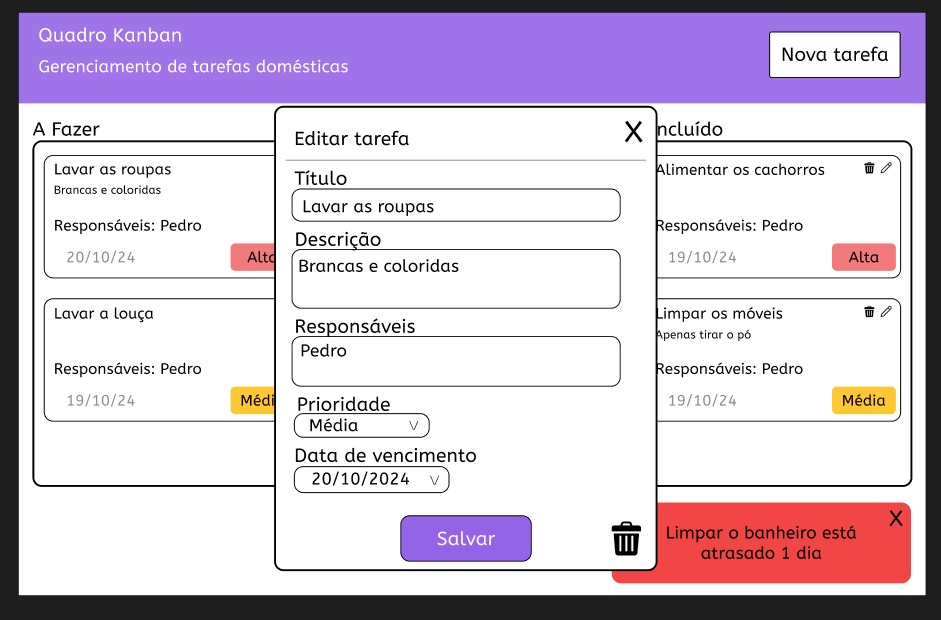 Quadro Kanban
Gerenciamento de tarefas domésticas
Nova tarefa
A Fazer
Lavar as roupas
Brancas e coloridas
Responsáveis: Pedro
20/10/24
Lavar a louça
Responsáveis: Pedro
19/10/24
Editar tarefa
X
Título
Lavar as roupas
Descrição
Brancas e coloridas
Responsáveis
Pedro
Prioridade
Média
Data de vencimento
20/10/2024
Salvar
Alimentar os cachorros
Responsáveis: Pedro
19/10/24
Alta
Limpar os móveis
Apenas tirar o pó
Responsáveis: Pedro
19/10/24
Média
X
Limpar o banheiro está
atrasado 1 dia